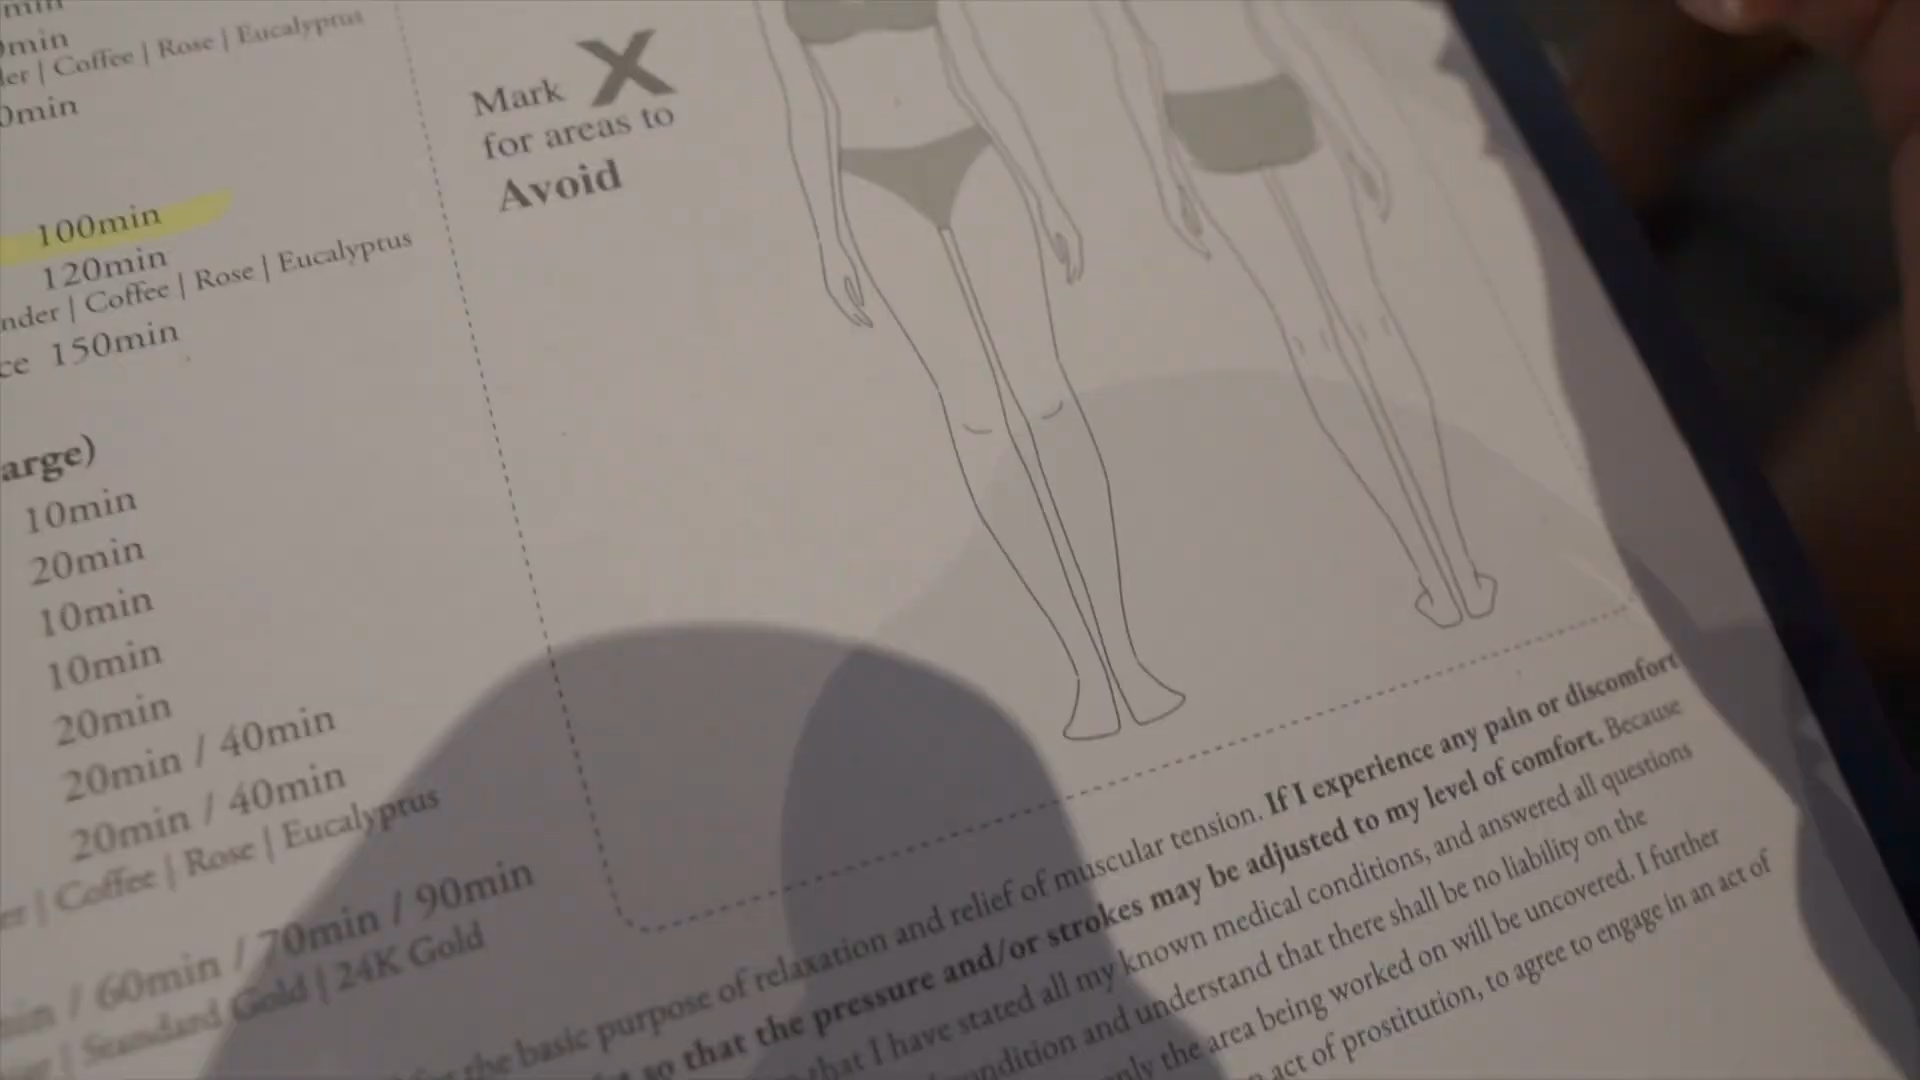 min
0min
der | Coffee | Rose | Eucalyptus
0min
100min
120min
nder | Coffee | Rose | Eucalyptus
ce 150min
arge)
10min
20min
10min
10min
20min
20min / 40min
20min / 40min
er | Coffee | Rose | Eucalyptus
min / 60min / 70min / 90min
| Standard Gold | 24K Gold
Mark X
for areas to
Avoid
the basic purpose of relaxation and relief of muscular tension. If I experience any pain or discomfort
so that the pressure and/or strokes may be adjusted to my level of comfort. Because
that I have stated all my known medical conditions, and answered all questions
condition and understand that there shall be no liability on the
only the area being worked on will be uncovered. I further
act of prostitution, to agree to engage in an act of